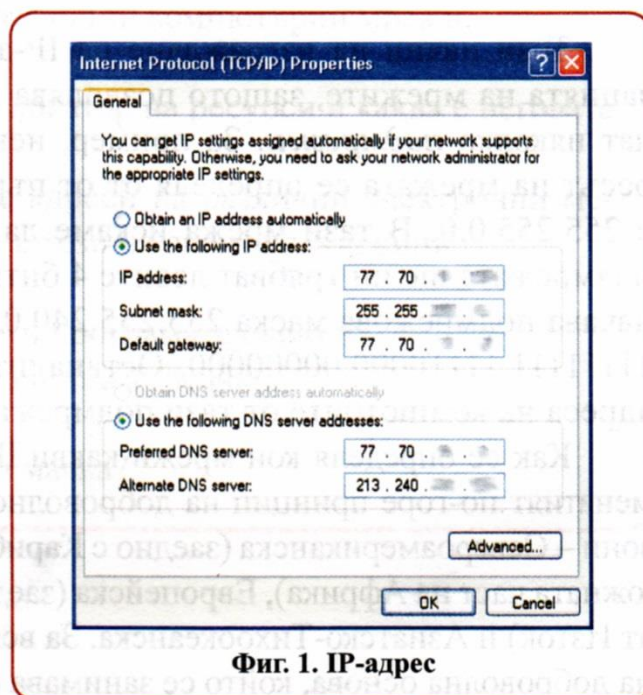 Internet Protocol (TCP/IP) Properties
General
You can get IP settings assigned automatically if your network supports
this capability. Otherwise, you need to ask your network administrator for
the appropriate IP settings.
Obtain an IP address automatically
Use the following IP address:
IP address: 77 . 70 .
Subnet mask: 255 . 255 .
Default gateway: 77 . 70 .
Obtain DNS server address automatically
Use the following DNS server addresses:
Preferred DNS server: 77 . 70 .
Alternate DNS server: 213 . 240 .
Advanced...
OK Cancel
Фиг. 1. IP-адрес